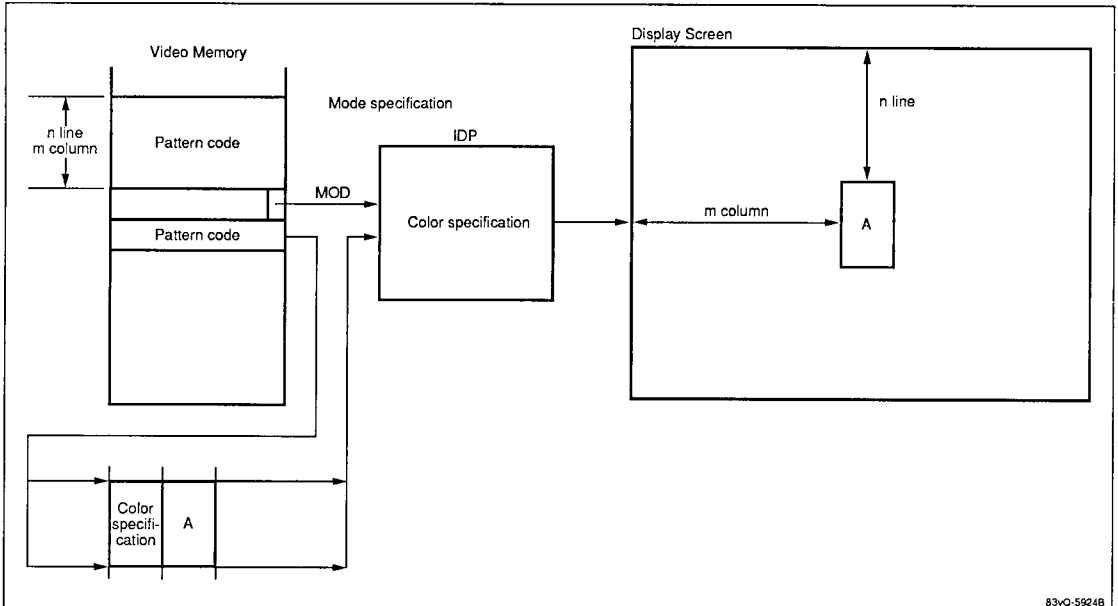 Display Screen
Video Memory
n line
Mode specification
n line
m column
Pattern code
IDP
MOD
Color specification
m column
A
Pattern code
Color
specifi-
cation
A
83vQ-5924B